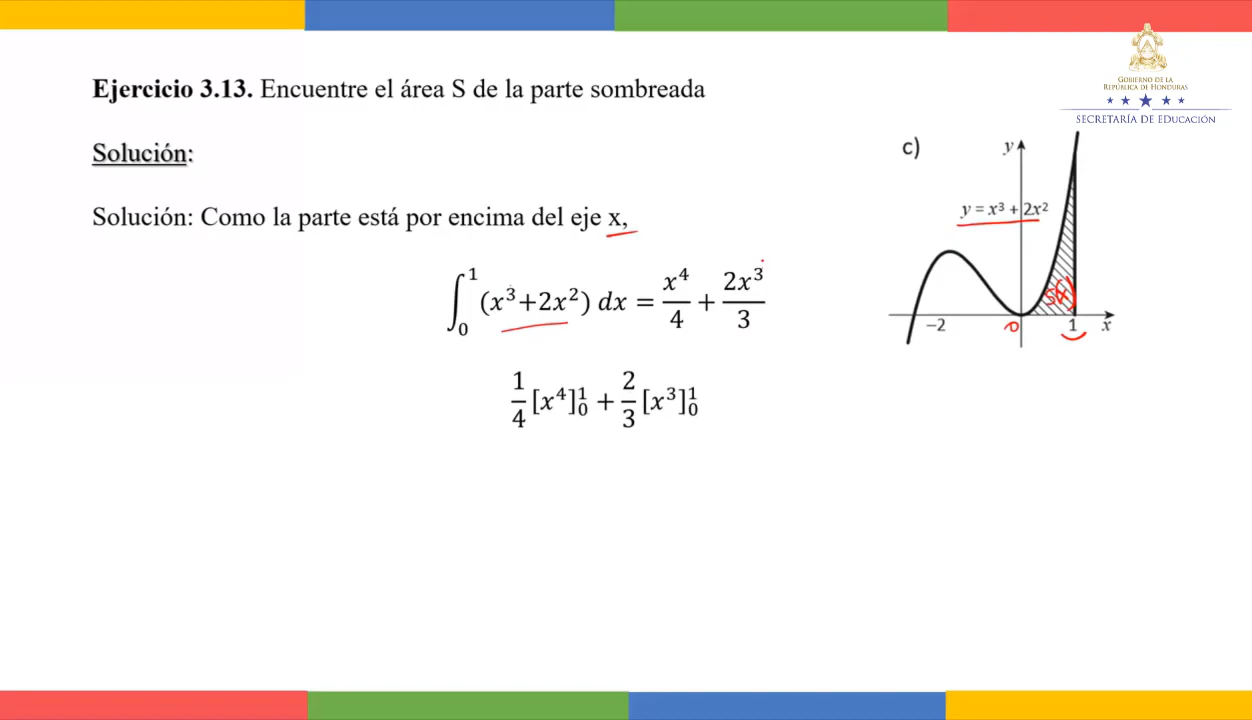 Ejercicio 3.13. Encuentre el área S de la parte sombreada
GOBIERNO DE LA
REPÚBLICA DE HONDURAS
SECRETARÍA DE EDUCACIÓN
Solución:
Solución: Como la parte está por encima del eje x,
∫₀¹ (x³+2x²) dx = x⁴/4 + 2x³/3
1/4 [x⁴]₀¹ + 2/3 [x³]₀¹
c)
y
y = x³ + 2x²
−2
0
1
x